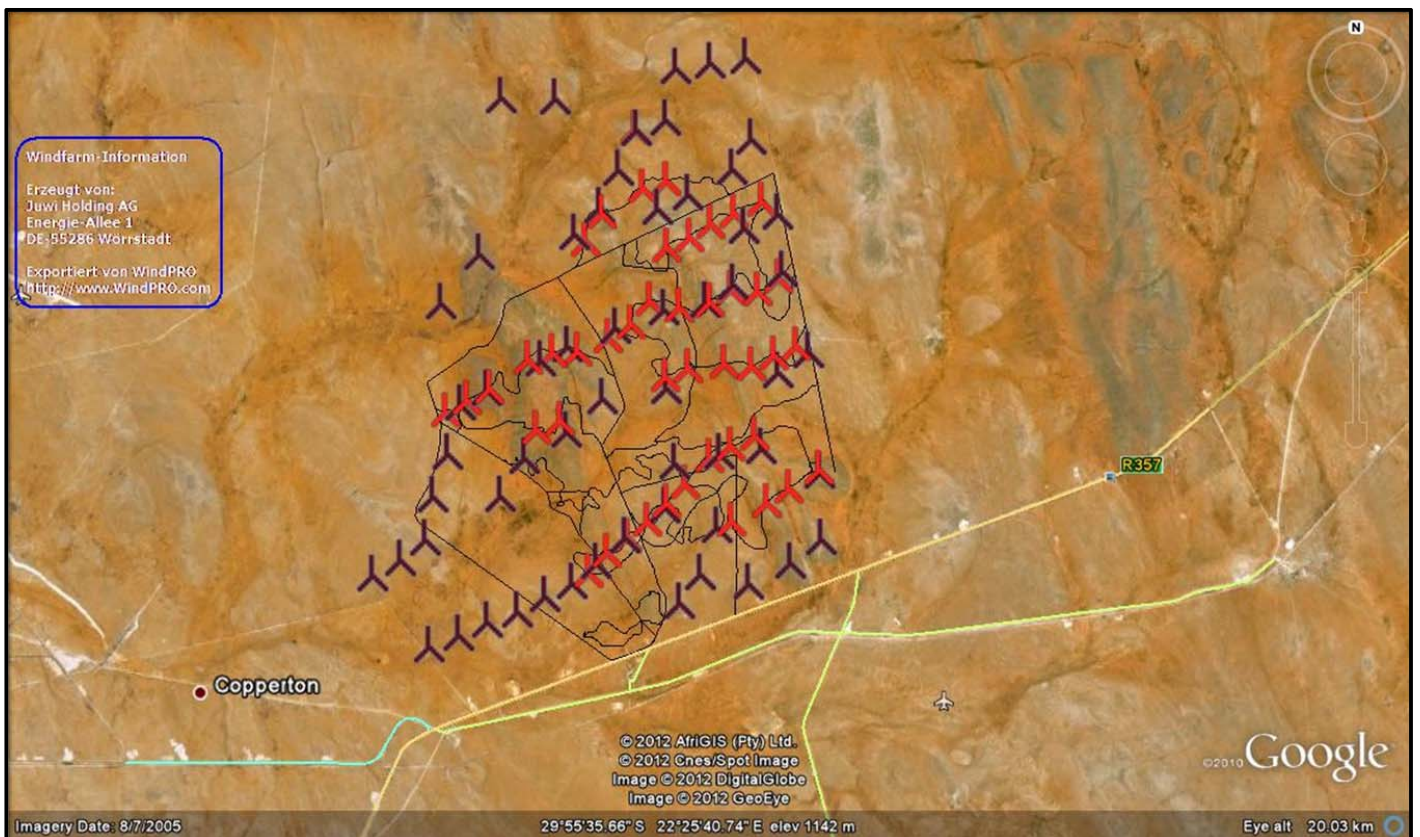 N
Windfarm-Information
Erzeugt von:
Juwi Holding AG
Energie-Allee 1
DE-55286 Wörrstadt
Exportiert von WindPRO
http://www.WindPRO.com
R357
Copperton
© 2012 AfriGIS (Pty) Ltd.
© 2012 Cnes/Spot Image
Image © 2012 DigitalGlobe
Image © 2012 GeoEye
©2010 Google
Imagery Date: 8/7/2005
29°55'35.66" S 22°25'40.74" E elev 1142 m
Eye alt 20.03 km